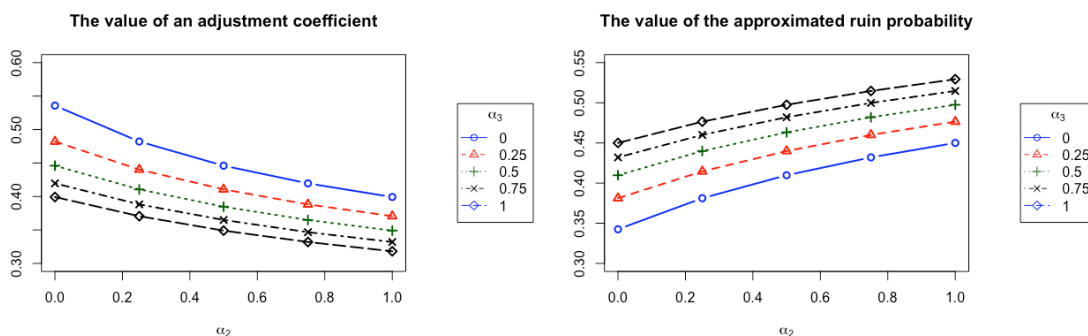 The value of an adjustment coefficient
0.60
0.50
0.40
0.30
0.0 0.2 0.4 0.6 0.8 1.0
α2
α3
0
0.25
0.5
0.75
1
The value of the approximated ruin probability
0.55
0.50
0.45
0.40
0.35
0.30
0.0 0.2 0.4 0.6 0.8 1.0
α2
α3
0
0.25
0.5
0.75
1